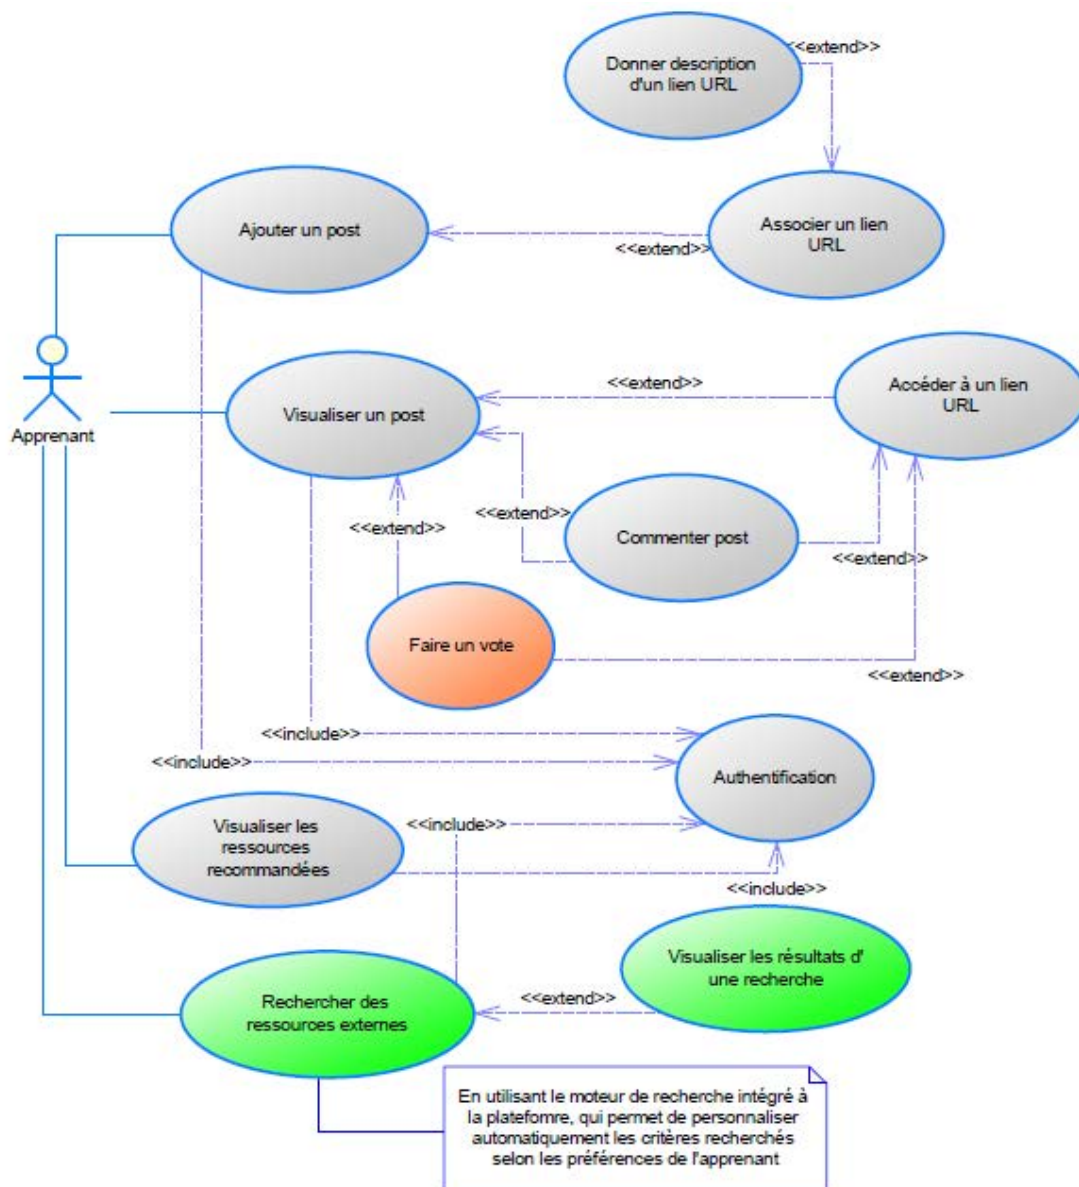 <<extend>>
Donner description
d'un lien URL
Ajouter un post
Associer un lien
URL
<<extend>>
Accéder à un lien
URL
<<extend>>
Visualiser un post
Apprenant
<<extend>>
<<extend>>
Commenter post
<<extend>>
Faire un vote
<<extend>>
<<include>>
<<include>>
Authentification
Visualiser les
ressources
recommandées
<<include>>
<<include>>
Visualiser les résultats d'
une recherche
Rechercher des
ressources externes
<<extend>>
En utilisant le moteur de recherche intégré à
la platefomre, qui permet de personnaliser
automatiquement les critères recherchés
selon les préférences de l'apprenant